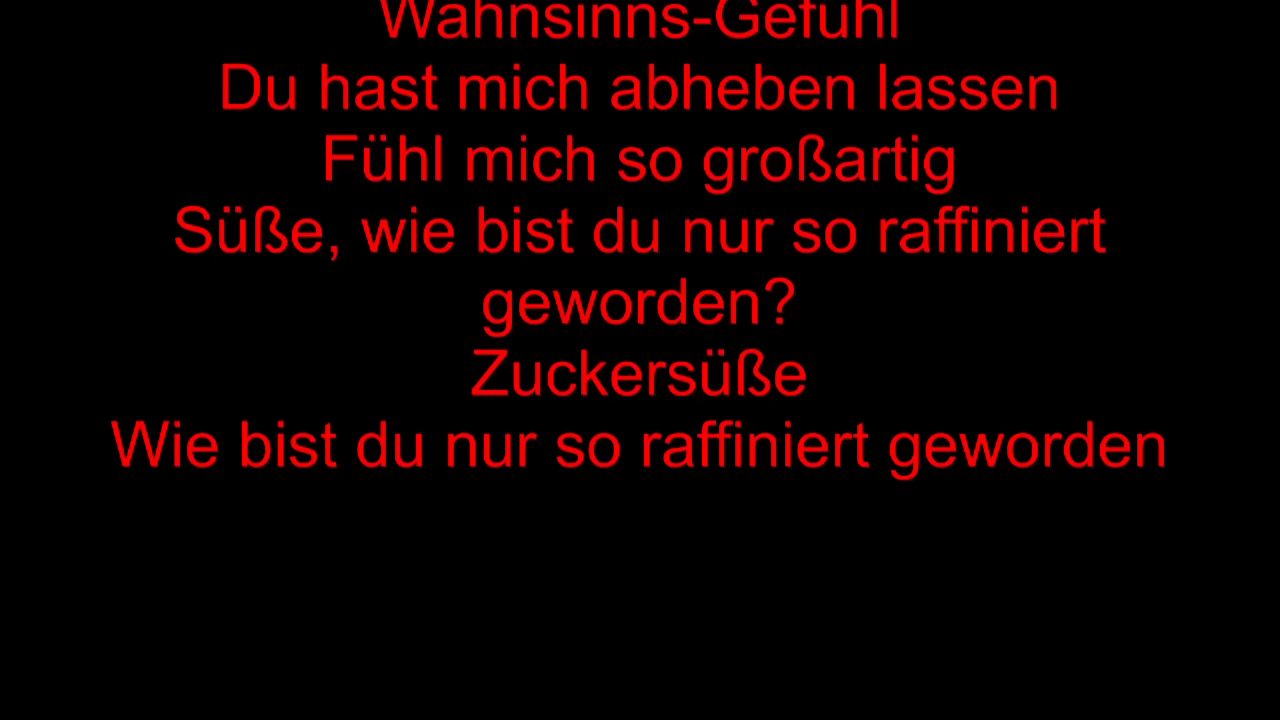 Wahnsinns-Gefühl
Du hast mich abheben lassen
Fühl mich so großartig
Süße, wie bist du nur so raffiniert
geworden?
Zuckersüße
Wie bist du nur so raffiniert geworden